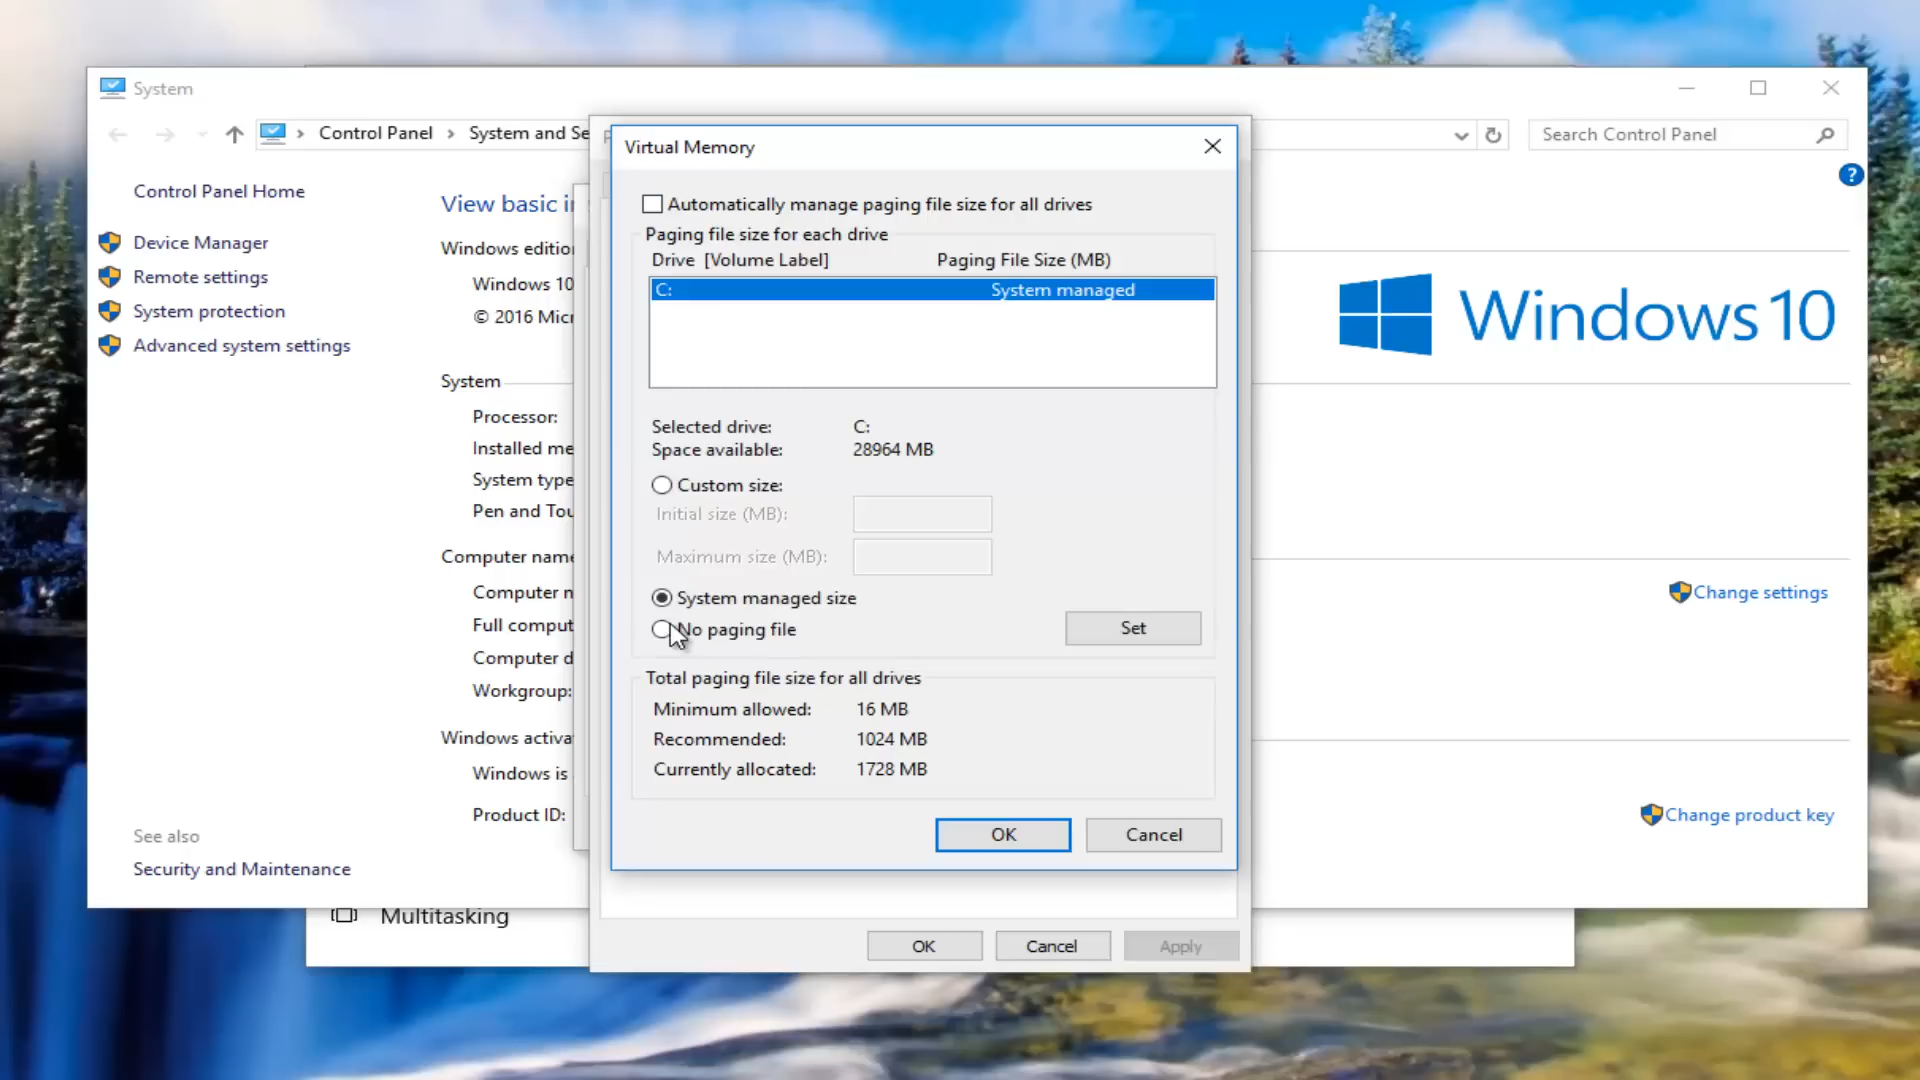 System
Control Panel > System and Se
Search Control Panel
Control Panel Home
Device Manager
Remote settings
System protection
Advanced system settings
See also
Security and Maintenance
View basic i
Windows editio
Windows 10
© 2016 Micr
System
Processor:
Installed me
System type
Pen and Tou
Computer name
Computer n
Full comput
Computer d
Workgroup:
Windows activa
Windows is
Product ID:
Virtual Memory
Automatically manage paging file size for all drives
Paging file size for each drive
Drive [Volume Label] Paging File Size (MB)
C: System managed
Selected drive: C:
Space available: 28964 MB
Custom size:
Initial size (MB):
Maximum size (MB):
System managed size
No paging file
Set
Total paging file size for all drives
Minimum allowed: 16 MB
Recommended: 1024 MB
Currently allocated: 1728 MB
OK Cancel
OK Cancel Apply
?
Windows 10
Change settings
Change product key
Multitasking